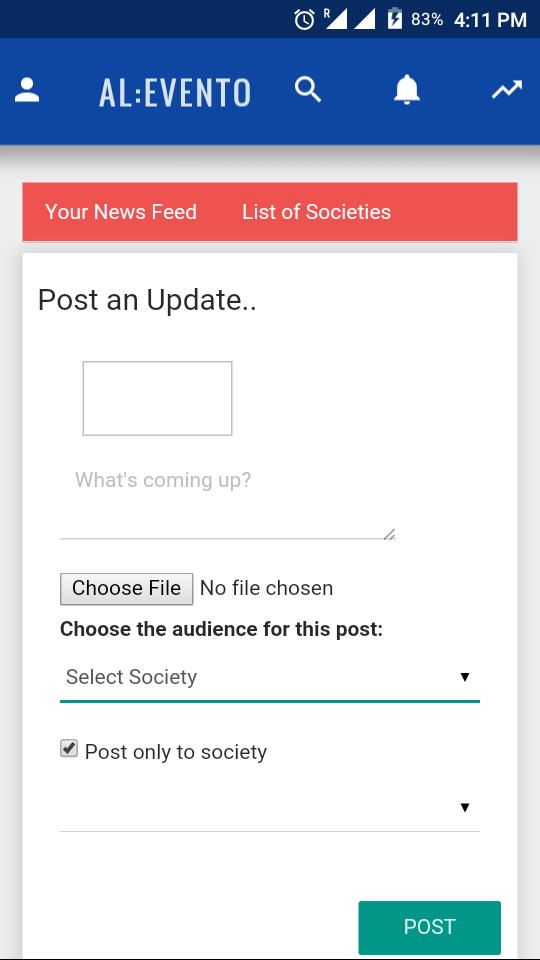 R 83% 4:11 PM
AL:EVENTO
Your News Feed List of Societies
Post an Update..
What's coming up?
Choose File No file chosen
Choose the audience for this post:
Select Society
Post only to society
POST